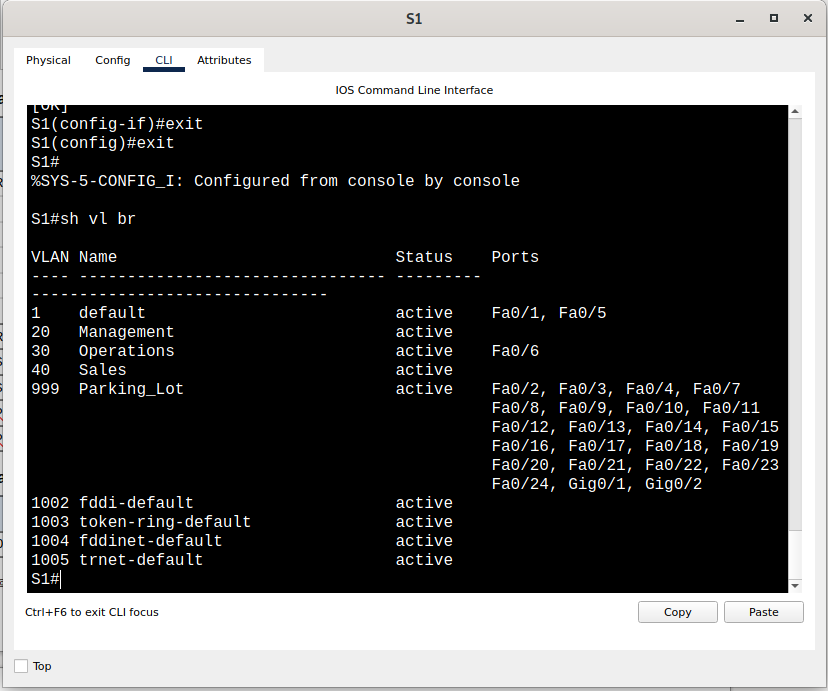 S1
Physical Config CLI Attributes
IOS Command Line Interface
[OK]
S1(config-if)#exit
S1(config)#exit
S1#
%SYS-5-CONFIG_I: Configured from console by console
S1#sh vl br
VLAN Name                             Status    Ports
---- -------------------------------- ---------
-------------------------------
1    default                          active    Fa0/1, Fa0/5
20   Management                       active
30   Operations                       active    Fa0/6
40   Sales                            active
999  Parking_Lot                      active    Fa0/2, Fa0/3, Fa0/4, Fa0/7
                                                Fa0/8, Fa0/9, Fa0/10, Fa0/11
                                                Fa0/12, Fa0/13, Fa0/14, Fa0/15
                                                Fa0/16, Fa0/17, Fa0/18, Fa0/19
                                                Fa0/20, Fa0/21, Fa0/22, Fa0/23
                                                Fa0/24, Gig0/1, Gig0/2
1002 fddi-default                     active
1003 token-ring-default               active
1004 fddinet-default                  active
1005 trnet-default                    active
S1#
Ctrl+F6 to exit CLI focus
Copy Paste
Top